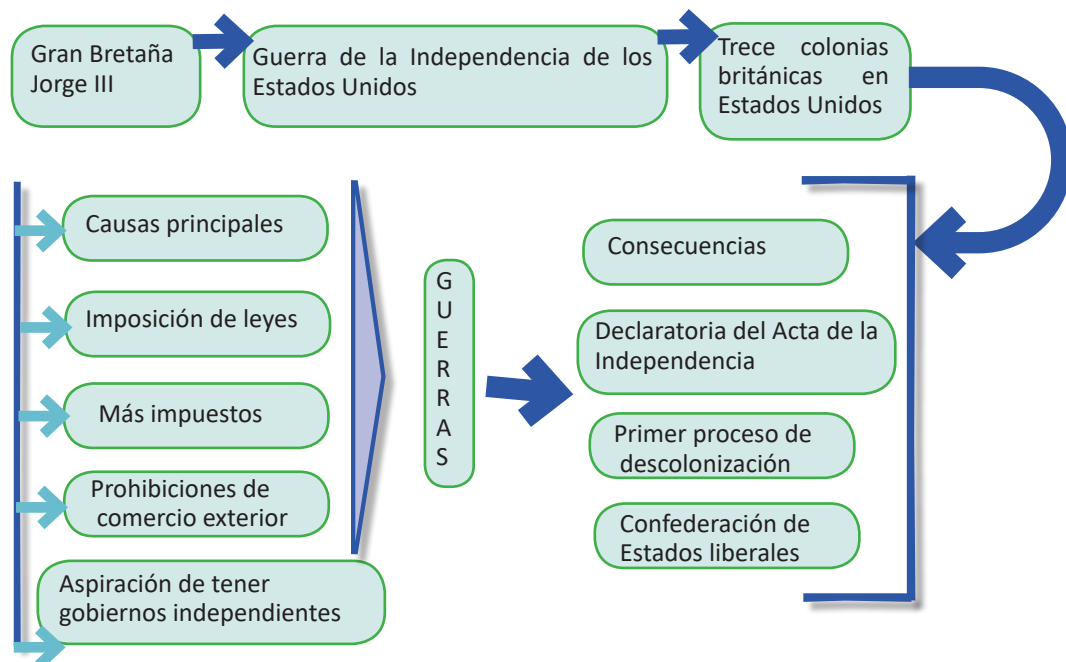 Gran Bretaña
Jorge III
Guerra de la Independencia de los
Estados Unidos
Trece colonias
británicas en
Estados Unidos
Causas principales
Imposición de leyes
Más impuestos
Prohibiciones de
comercio exterior
Aspiración de tener
gobiernos independientes
G
U
E
R
R
A
S
Consecuencias
Declaratoria del Acta de la
Independencia
Primer proceso de
descolonización
Confederación de
Estados liberales